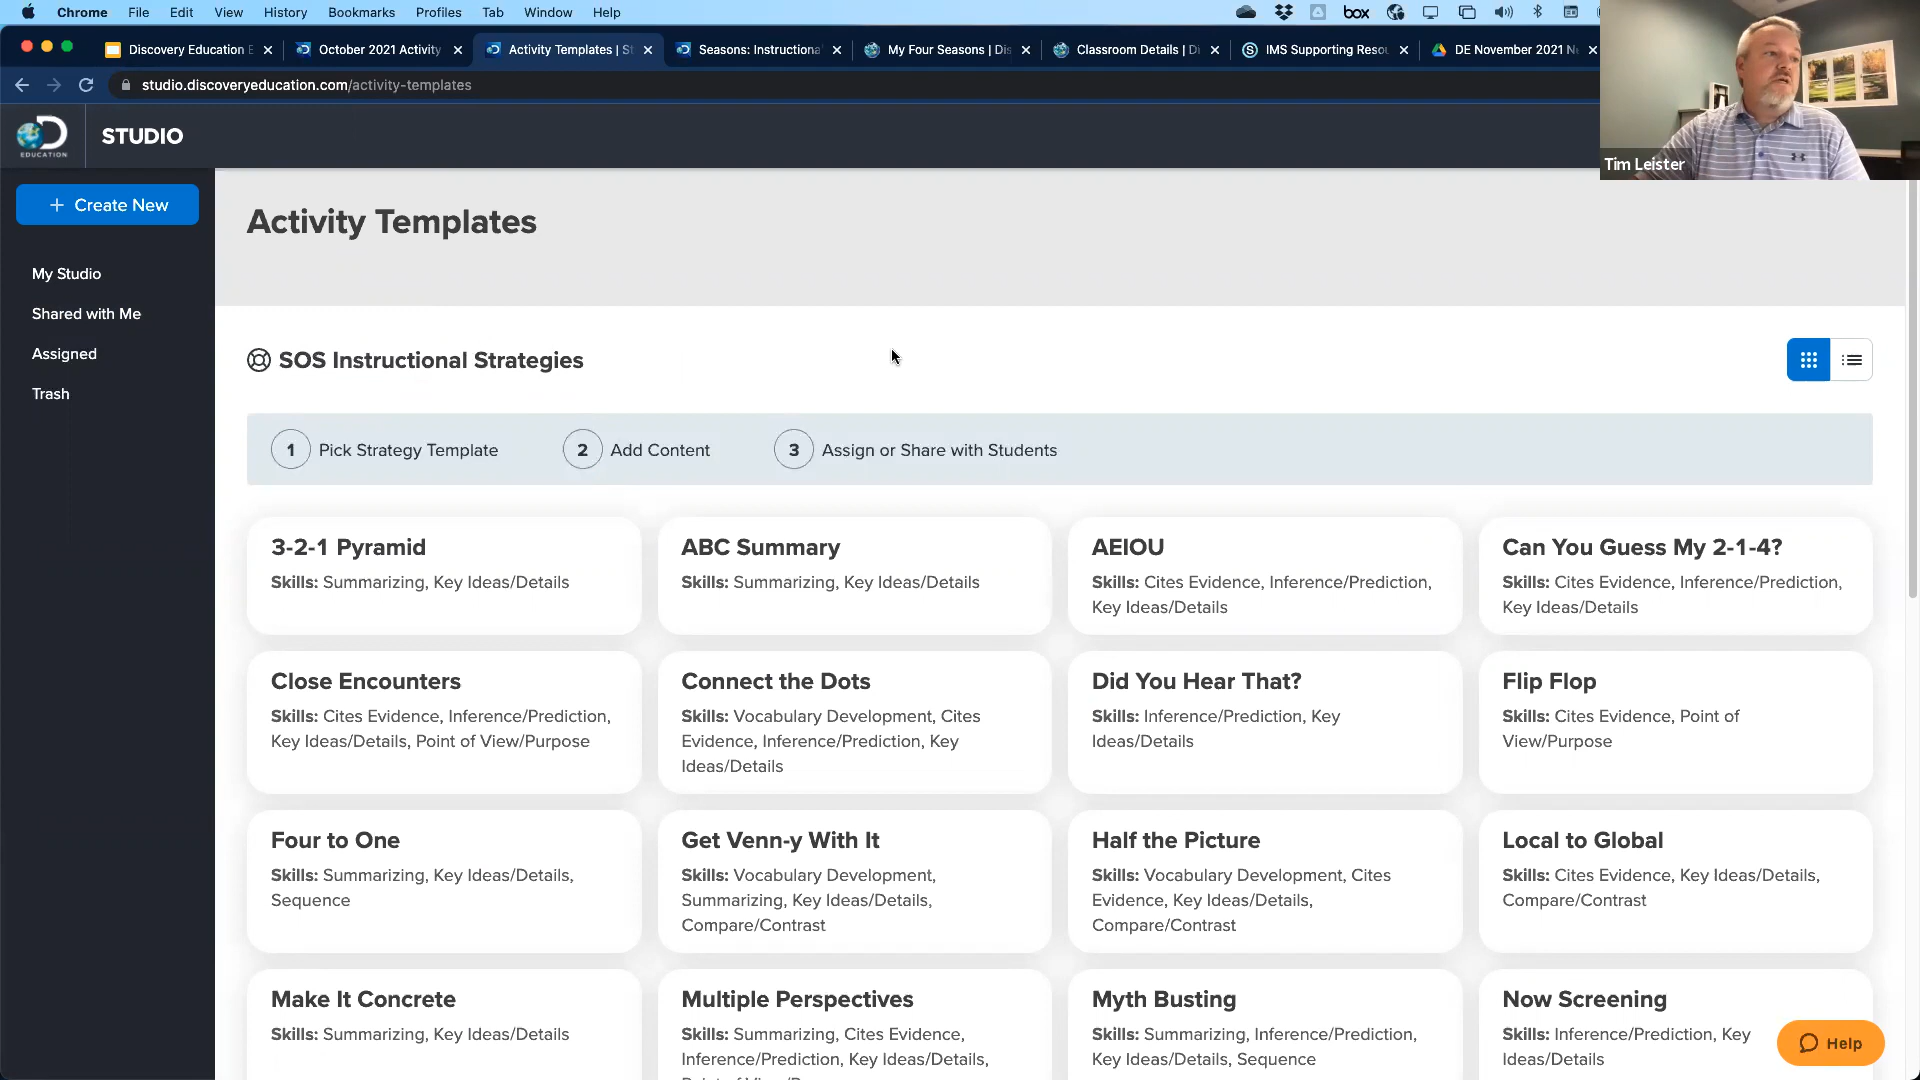 Chrome File Edit View History Bookmarks Profiles Tab Window Help box
Discovery Education E October 2021 Activity Activity Templates | St Seasons: Instructiona My Four Seasons | Dis Classroom Details | Di IMS Supporting Resou DE November 2021 N
studio.discoveryeducation.com/activity-templates
Tim Leister
EDUCATION
STUDIO
+ Create New
My Studio
Shared with Me
Assigned
Trash
Activity Templates
SOS Instructional Strategies
1 Pick Strategy Template 2 Add Content 3 Assign or Share with Students
3-2-1 Pyramid
Skills: Summarizing, Key Ideas/Details
ABC Summary
Skills: Summarizing, Key Ideas/Details
AEIOU
Skills: Cites Evidence, Inference/Prediction,
Key Ideas/Details
Can You Guess My 2-1-4?
Skills: Cites Evidence, Inference/Prediction,
Key Ideas/Details
Close Encounters
Skills: Cites Evidence, Inference/Prediction,
Key Ideas/Details, Point of View/Purpose
Connect the Dots
Skills: Vocabulary Development, Cites
Evidence, Inference/Prediction, Key
Ideas/Details
Did You Hear That?
Skills: Inference/Prediction, Key
Ideas/Details
Flip Flop
Skills: Cites Evidence, Point of
View/Purpose
Four to One
Skills: Summarizing, Key Ideas/Details,
Sequence
Get Venn-y With It
Skills: Vocabulary Development,
Summarizing, Key Ideas/Details,
Compare/Contrast
Half the Picture
Skills: Vocabulary Development, Cites
Evidence, Key Ideas/Details,
Compare/Contrast
Local to Global
Skills: Cites Evidence, Key Ideas/Details,
Compare/Contrast
Make It Concrete
Skills: Summarizing, Key Ideas/Details
Multiple Perspectives
Skills: Summarizing, Cites Evidence,
Inference/Prediction, Key Ideas/Details,
Myth Busting
Skills: Summarizing, Inference/Prediction,
Key Ideas/Details, Sequence
Now Screening
Skills: Inference/Prediction, Key
Ideas/Details
Help